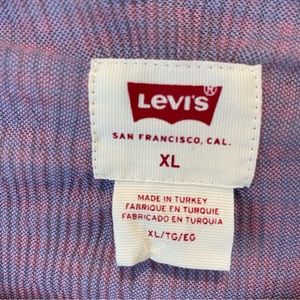 LEVI'S®
SAN FRANCISCO, CAL.
XL
MADE IN TURKEY
FABRIQUE EN TURQUIE
FABRICADO EN TURQUIA
XL/TG/EG